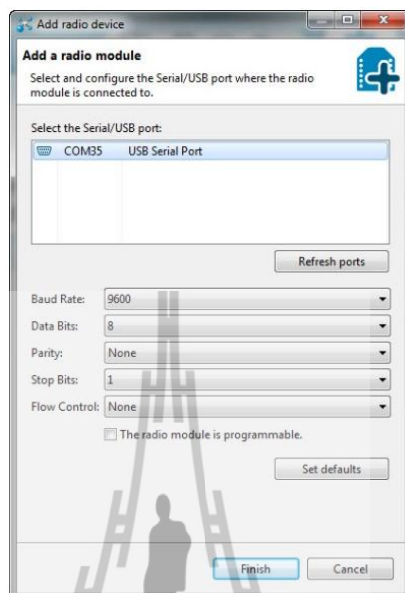 Add radio device
Add a radio module
Select and configure the Serial/USB port where the radio
module is connected to.
Select the Serial/USB port:
COM35 USB Serial Port
Refresh ports
Baud Rate: 9600
Data Bits: 8
Parity: None
Stop Bits: 1
Flow Control: None
The radio module is programmable.
Set defaults
Finish Cancel